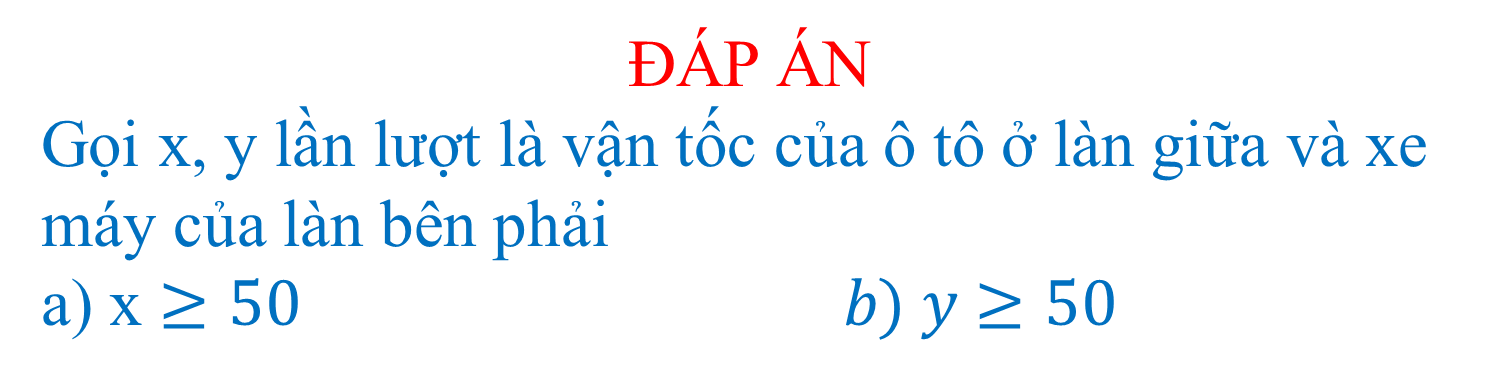 ĐÁP ÁN
Gọi x, y lần lượt là vận tốc của ô tô ở làn giữa và xe
máy của làn bên phải
a) x ≥ 50 b) y ≥ 50